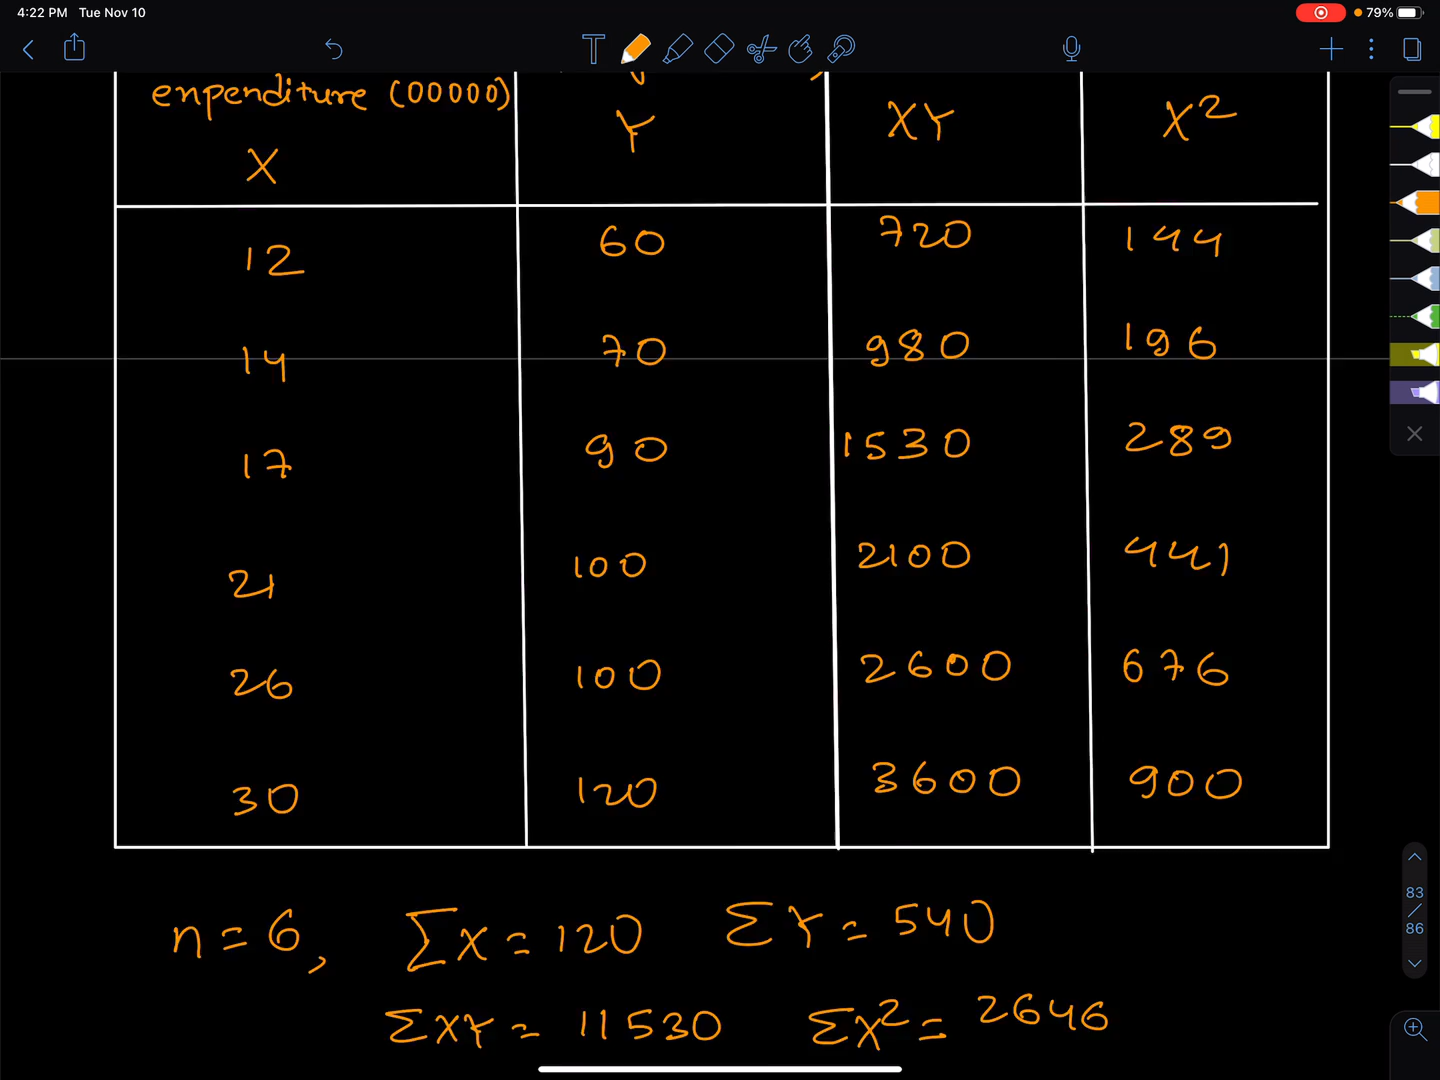 4:22 PM Tue Nov 10
79%
enpenditure (00000)
X Y XY X2
12 60 720 144
14 70 980 196
17 90 1530 289
21 100 2100 441
26 100 2600 676
30 120 3600 900
n = 6, ΣX = 120 ΣY = 540
ΣXY = 11530 ΣX2 = 2646
83
/
86